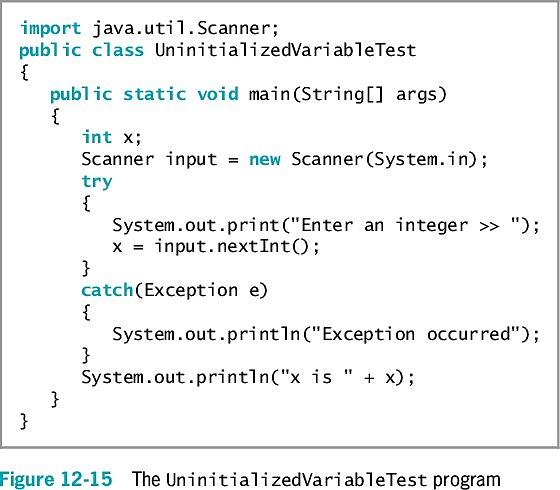 import java.util.Scanner;
public class UninitializedVariableTest
{
   public static void main(String[] args)
   {
      int x;
      Scanner input = new Scanner(System.in);
      try
      {
         System.out.print("Enter an integer >> ");
         x = input.nextInt();
      }
      catch(Exception e)
      {
         System.out.println("Exception occurred");
      }
      System.out.println("x is " + x);
   }
}
Figure 12-15 The UninitializedVariableTest program